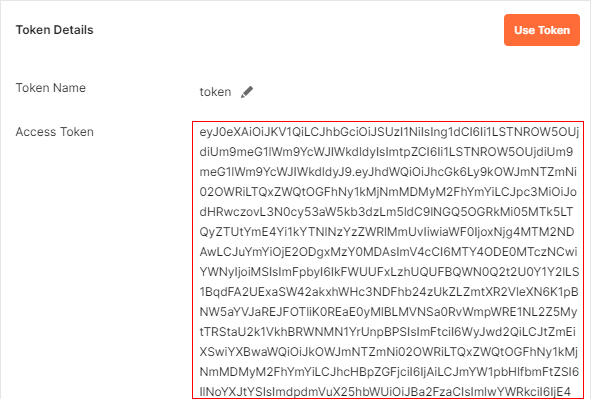 Token Details
Use Token
Token Name
token
Access Token
eyJ0eXAiOiJKV1QiLCJhbGciOiJSUzI1NiIsIng1dCI6Ii1LSTNROW5OUj
diUm9meG1lWm9YcWJIWkdldyIsImtpZCI6Ii1LSTNROW5OUjdiUm9
meG1lWm9YcWJIWkdldyJ9.eyJhdWQiOiJhcGk6Ly9kOWJmNTZmNi
02OWRiLTQxZWQtOGFhNy1kMjNmMDMyM2FhYmYiLCJpc3MiOiJo
dHRwczovL3N0cy53aW5kb3dzLm5ldC9lNGQ5OGRkMi05MTk5LT
QyZTUtYmE4Yi1kYTNlNzYzZWRlMmUvIiwiaWF0IjoxNjg4MTM2ND
AwLCJuYmYiOjE2ODgxMzY0MDAsImV4cCI6MTY4ODE0MTczNCwi
YWNyIjoiMSIsImFpbyI6IkFWUUFxLzhUQUFBQWN0Q2t2U0Y1Y2lLS
1BqdFA2UExaSW42akxhWHc3NDFhb24zUkZLZmtXR2VleXN6K1pB
NW5aYVJaREJFOTliK0REaE0yMlBLMVNSa0RvWmpWRE1NL2Z5My
tTRStaU2k1VkhBRWNMN1YrUnpBPSIsImFtciI6WyJwd2QiLCJtZmEi
XSwiYXBwaWQiOiJkOWJmNTZmNi02OWRiLTQxZWQtOGFhNy1kMj
NmMDMyM2FhYmYiLCJhcHBpZGFjciI6IjAiLCJmYW1pbHlfbmFtZSI6
IlNoYXJtYSIsImdpdmVuX25hbWUiOiJBa2FzaCIsImlwYWRkciI6IjE4